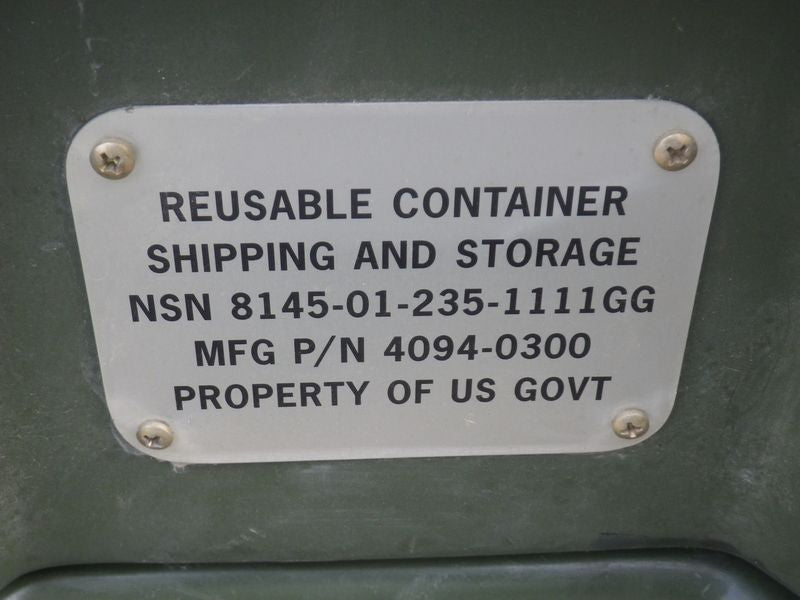 REUSABLE CONTAINER
SHIPPING AND STORAGE
NSN 8145-01-235-1111GG
MFG P/N 4094-0300
PROPERTY OF US GOVT